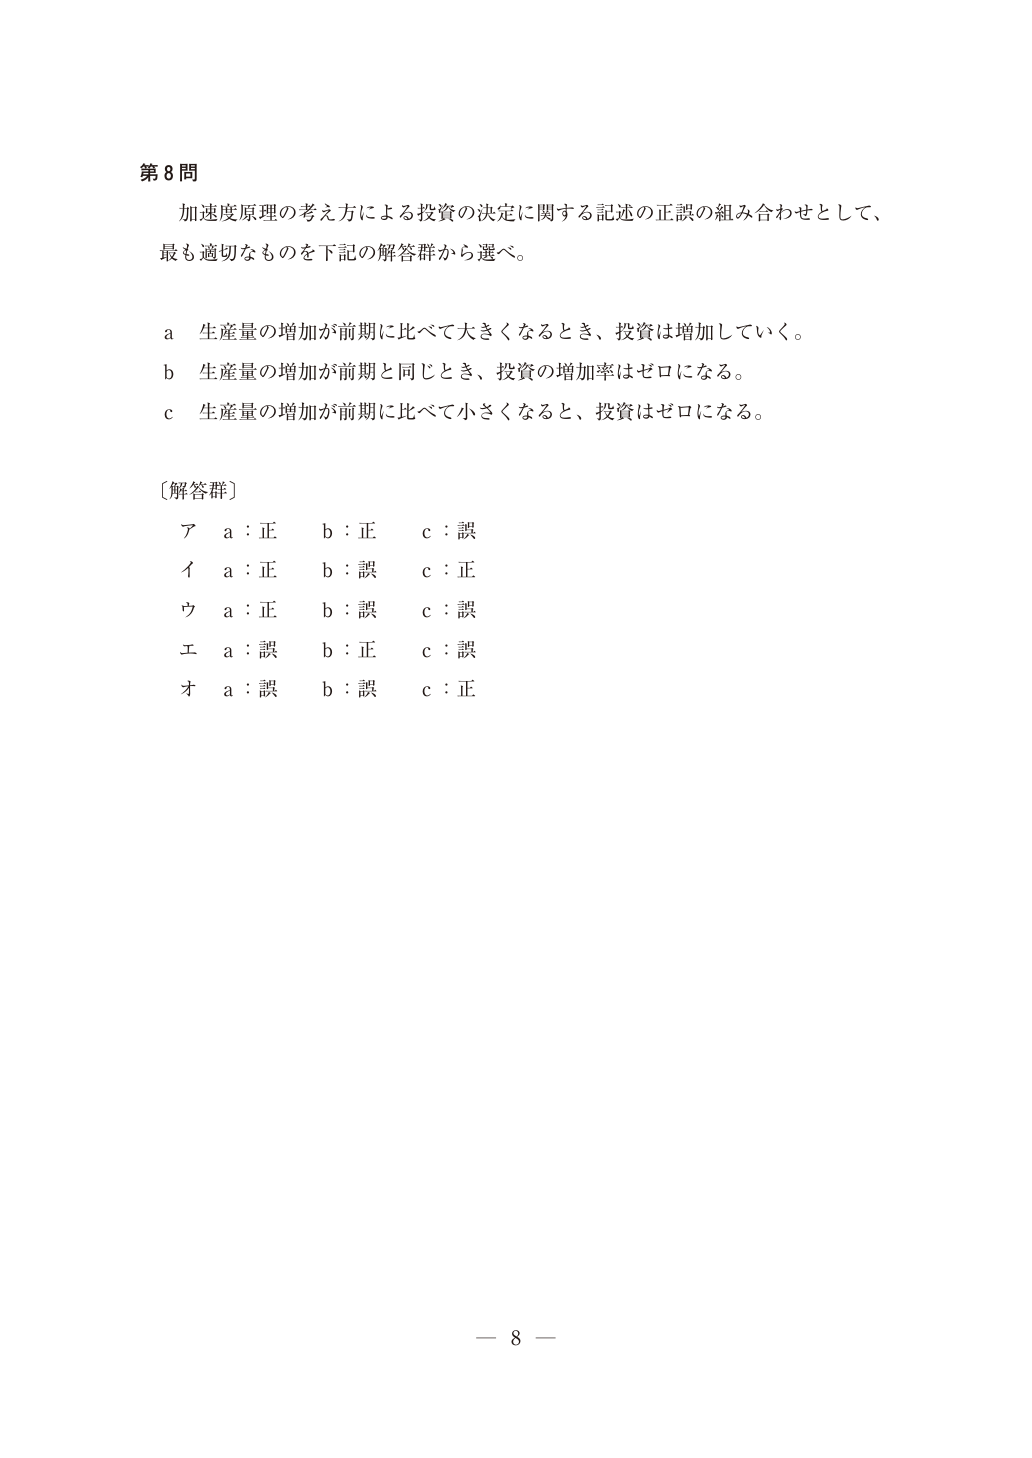 第8問
加速度原理の考え方による投資の決定に関する記述の正誤の組み合わせとして、
最も適切なものを下記の解答群から選べ。
a 生産量の増加が前期に比べて大きくなるとき、投資は増加していく。
b 生産量の増加が前期と同じとき、投資の増加率はゼロになる。
c 生産量の増加が前期に比べて小さくなると、投資はゼロになる。
〔解答群〕
ア a：正 b：正 c：誤
イ a：正 b：誤 c：正
ウ a：正 b：誤 c：誤
エ a：誤 b：正 c：誤
オ a：誤 b：誤 c：正
— 8 —